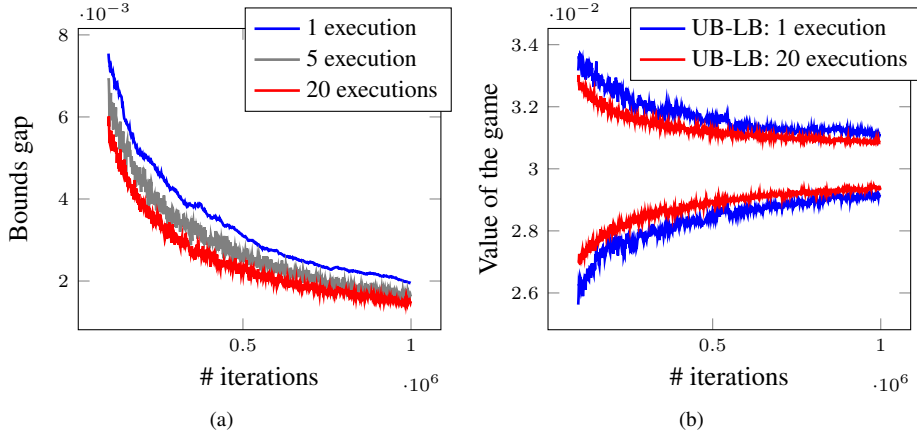 ·10⁻³
8
6
4
2
Bounds gap
1 execution
5 execution
20 executions
0.5
1
·10⁶
# iterations
(a)
·10⁻²
3.4
3.2
3
2.8
2.6
Value of the game
UB-LB: 1 execution
UB-LB: 20 executions
0.5
1
·10⁶
# iterations
(b)